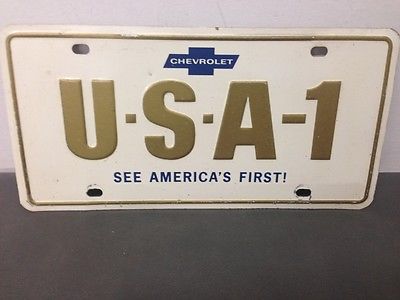 CHEVROLET
U·S·A-1
SEE AMERICA'S FIRST!